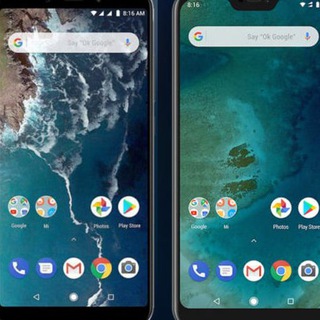 8:16 AM
8:16
Say "Ok Google"
Say "Ok Google"
Google
Mi
Photos
Play Store
Google
Mi
Photos
Play Store